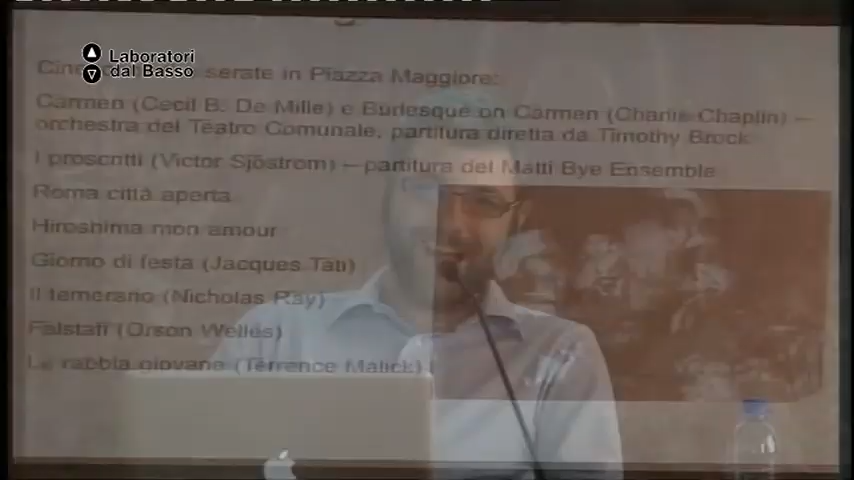 Laboratori
dal Basso
serate in Piazza Maggiore:
Carmen (Cecil B. De Mille) e Burlesque on Carmen (Charlie Chaplin) –
orchestra del Teatro Comunale, partitura diretta da Timothy Brock
I proscritti (Victor Sjöstrom) – partitura del Matti Bye Ensemble
Roma città aperta
Hiroshima mon amour
Giorno di festa (Jacques Tati)
Il temerario (Nicholas Ray)
Falstaff (Orson Welles)
La rabbia giovane (Terrence Malick)